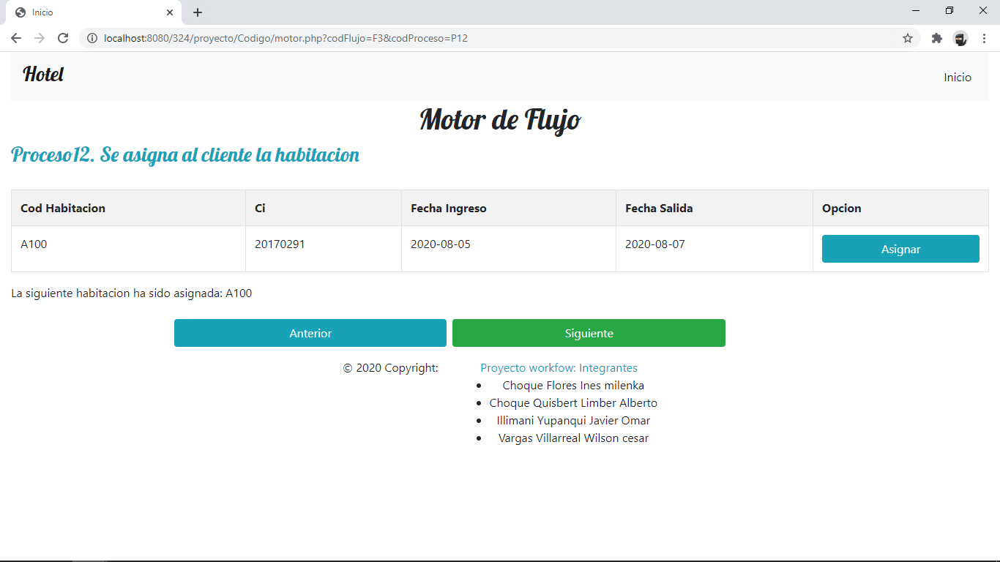 Inicio
localhost:8080/324/proyecto/Codigo/motor.php?codFlujo=F3&codProceso=P12
Hotel
Inicio
Motor de Flujo
Proceso12. Se asigna al cliente la habitacion
Cod Habitacion Ci Fecha Ingreso Fecha Salida Opcion
A100 20170291 2020-08-05 2020-08-07 Asignar
La siguiente habitacion ha sido asignada: A100
Anterior Siguiente
© 2020 Copyright: Proyecto workfow: Integrantes
• Choque Flores Ines milenka
• Choque Quisbert Limber Alberto
• Illimani Yupanqui Javier Omar
• Vargas Villarreal Wilson cesar